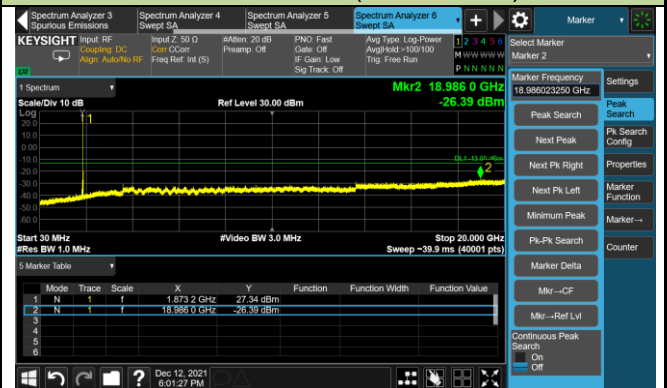 Spectrum Analyzer 3
Spurious Emissions
Spectrum Analyzer 4
Swept SA
Spectrum Analyzer 5
Swept SA
Spectrum Analyzer 6
Swept SA
Marker
KEYSIGHT
Input: RF
Coupling: DC
Align: Auto/No RF
Input Z: 50 Ω
Corr CCorr
Freq Ref: Int (S)
#Atten: 20 dB
Preamp: Off
PNO: Fast
Gate: Off
IF Gain: Low
Sig Track: Off
Avg Type: Log-Power
Avg|Hold:>100/100
Trig: Free Run
1 2 3 4 5 6
M W W W W W
P N N N N N
Select Marker
Marker 2
LXI
1 Spectrum
Mkr2 18.986 0 GHz
-26.39 dBm
Scale/Div 10 dB
Ref Level 30.00 dBm
Log
20.0
10.0
0.00
-10.0
-20.0
-30.0
-40.0
-50.0
-60.0
1
2
DL1 -13.00 dBm
Start 30 MHz
#Res BW 1.0 MHz
#Video BW 3.0 MHz
Stop 20.000 GHz
Sweep ~39.9 ms (40001 pts)
5 Marker Table
Mode Trace Scale X Y Function Function Width Function Value
1 N 1 f 1.873 2 GHz 27.34 dBm
2 N 1 f 18.986 0 GHz -26.39 dBm
3
4
5
6
Dec 12, 2021
6:01:27 PM
Marker Frequency
18.986023250 GHz
Peak Search
Next Peak
Next Pk Right
Next Pk Left
Minimum Peak
Pk-Pk Search
Marker Delta
Mkr→CF
Mkr→Ref Lvl
Continuous Peak
Search
On
Off
Settings
Peak
Search
Pk Search
Config
Properties
Marker
Function
Marker→
Counter